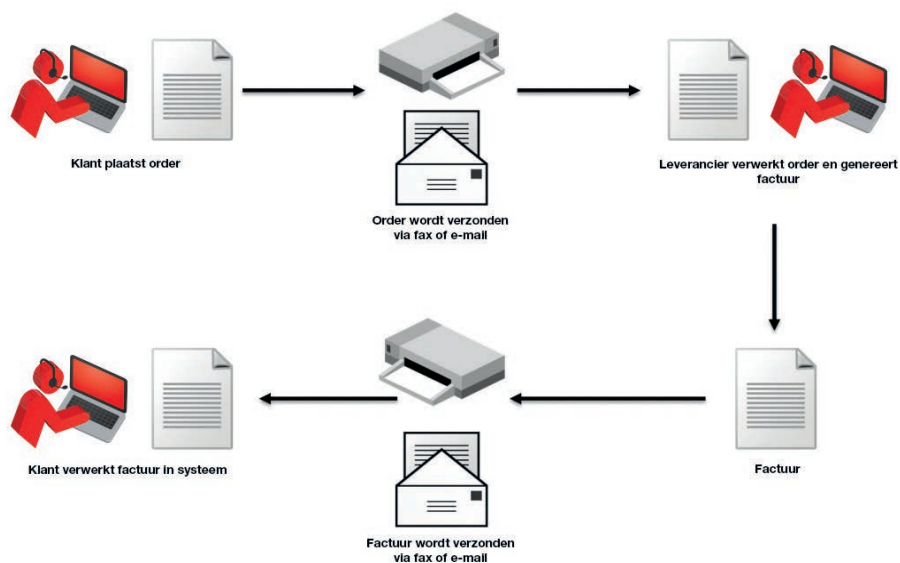 Klant plaatst order
Order wordt verzonden
via fax of e-mail
Leverancier verwerkt order en genereert
factuur
Factuur
Factuur wordt verzonden
via fax of e-mail
Klant verwerkt factuur in systeem